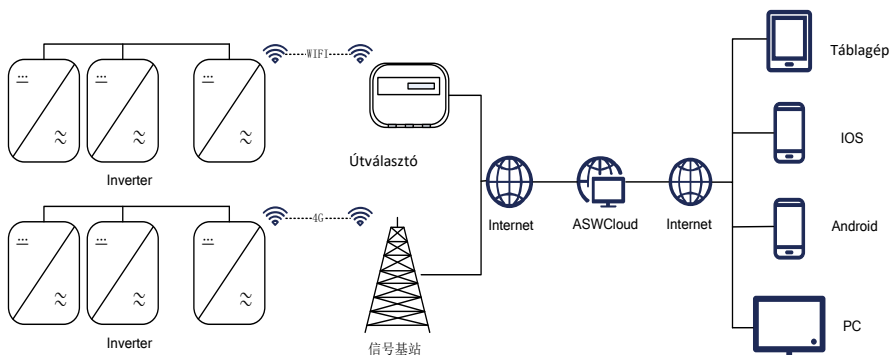 WIFI
Táblagép
Útválasztó
IOS
Inverter
Internet
ASWCloud
Internet
4G
Android
信号基站
Inverter
PC